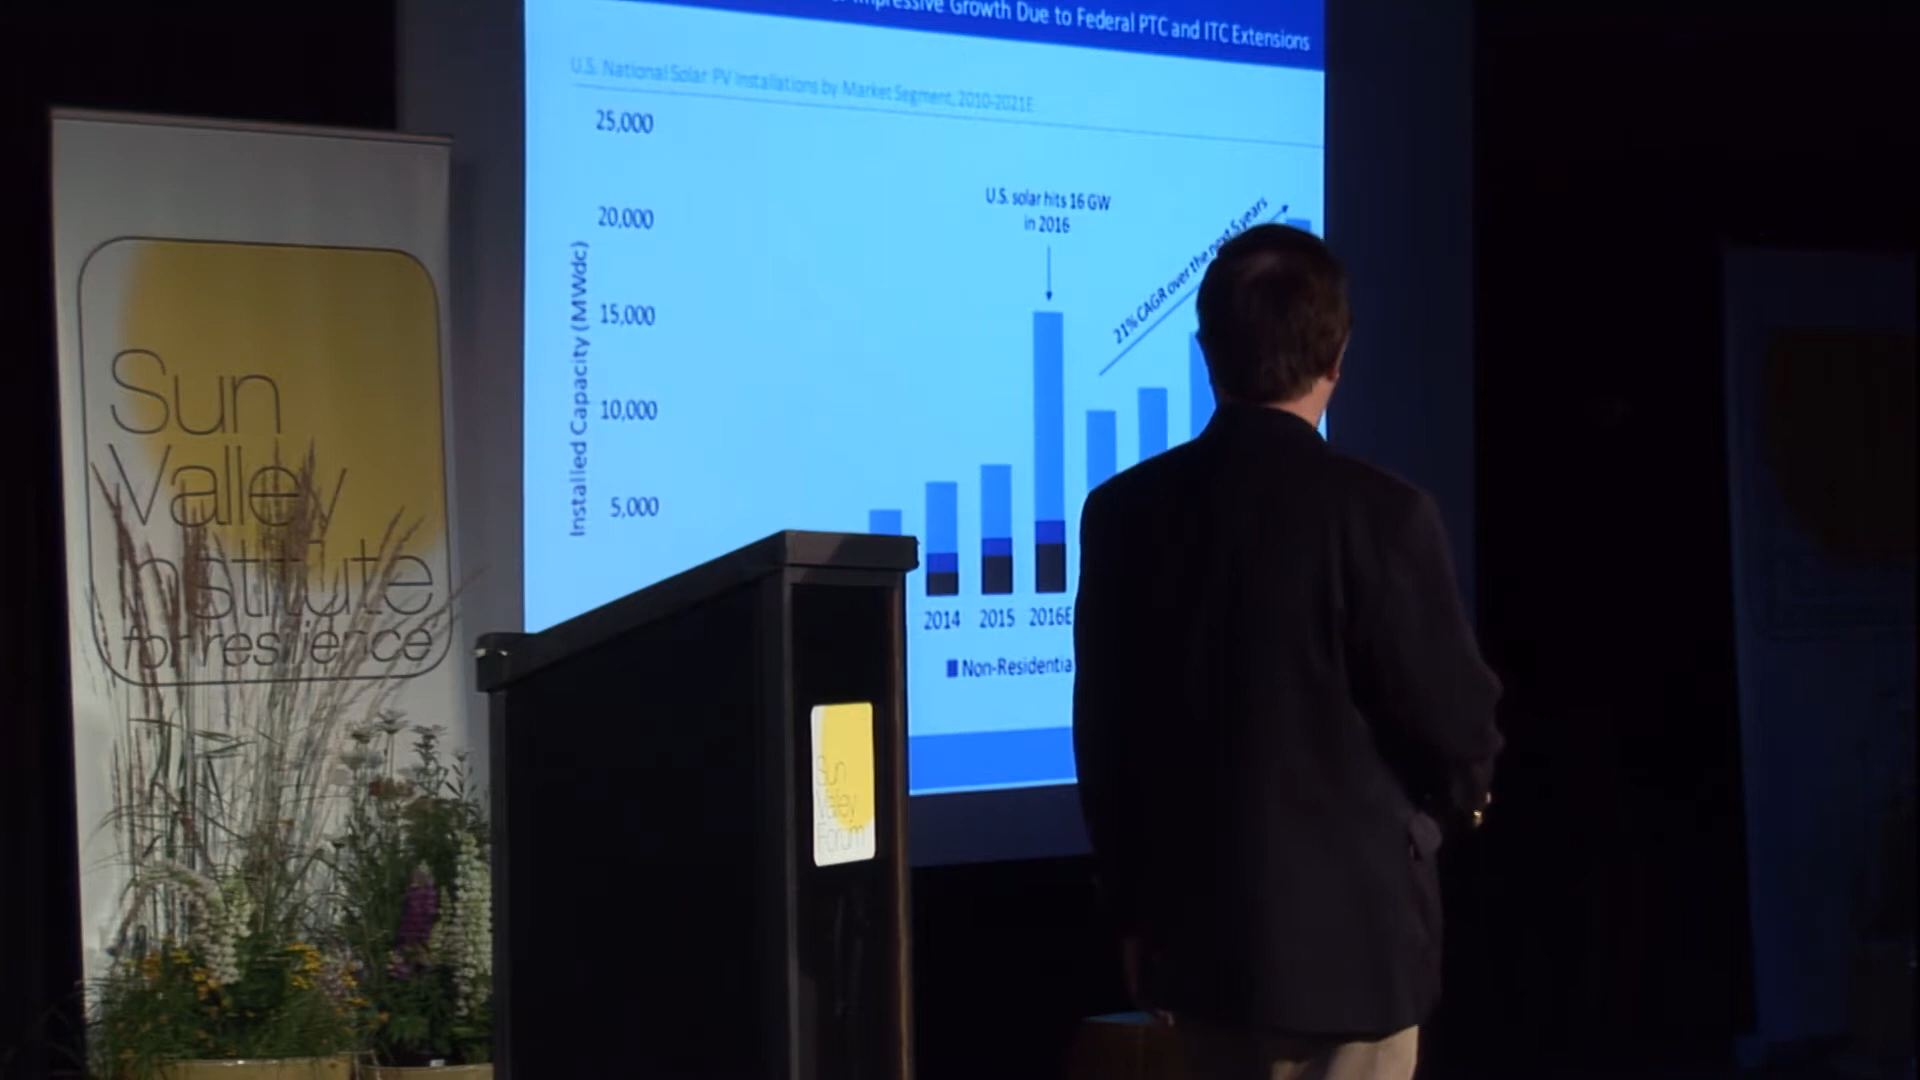 Impressive Growth Due to Federal PTC and ITC Extensions
U.S. National Solar PV Installations by Market Segment, 2010-2021E
25,000
20,000
15,000
10,000
5,000
Installed Capacity (MWdc)
U.S. solar hits 16 GW
in 2016
21% CAGR over the next 5 years
2014 2015 2016E
Non-Residentia
Sun
Valley
Institute
for resilience
Sun
Valley
Forum